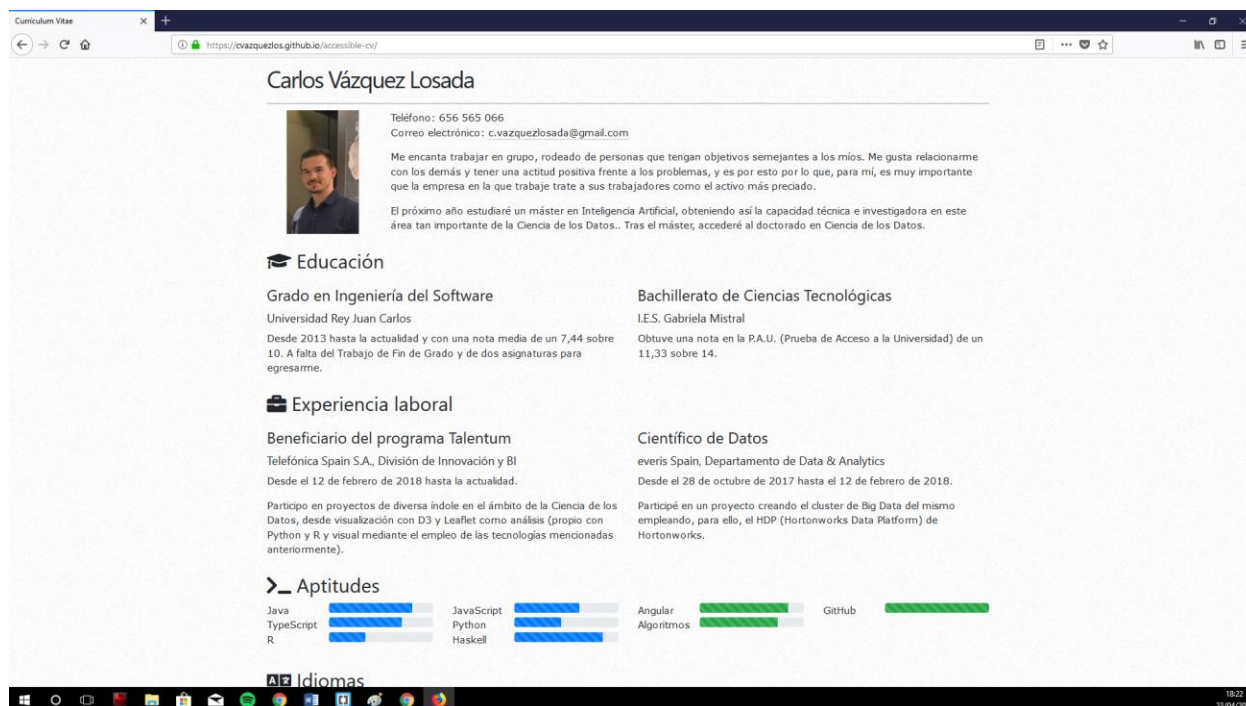 Curriculum Vitae
https://cvazquezlos.github.io/accessible-cv/
Carlos Vázquez Losada
Teléfono: 656 565 066
Correo electrónico: c.vazquezlosada@gmail.com
Me encanta trabajar en grupo, rodeado de personas que tengan objetivos semejantes a los míos. Me gusta relacionarme
con los demás y tener una actitud positiva frente a los problemas, y es por esto por lo que, para mí, es muy importante
que la empresa en la que trabaje trate a sus trabajadores como el activo más preciado.
El próximo año estudiaré un máster en Inteligencia Artificial, obteniendo así la capacidad técnica e investigadora en este
área tan importante de la Ciencia de los Datos.. Tras el máster, accederé al doctorado en Ciencia de los Datos.
Educación
Grado en Ingeniería del Software
Universidad Rey Juan Carlos
Desde 2013 hasta la actualidad y con una nota media de un 7,44 sobre
10. A falta del Trabajo de Fin de Grado y de dos asignaturas para
egresarme.
Bachillerato de Ciencias Tecnológicas
I.E.S. Gabriela Mistral
Obtuve una nota en la P.A.U. (Prueba de Acceso a la Universidad) de un
11,33 sobre 14.
Experiencia laboral
Beneficiario del programa Talentum
Telefónica Spain S.A., División de Innovación y BI
Desde el 12 de febrero de 2018 hasta la actualidad.
Participo en proyectos de diversa índole en el ámbito de la Ciencia de los
Datos, desde visualización con D3 y Leaflet como análisis (propio con
Python y R y visual mediante el empleo de las tecnologías mencionadas
anteriormente).
Científico de Datos
everis Spain, Departamento de Data & Analytics
Desde el 28 de octubre de 2017 hasta el 12 de febrero de 2018.
Participé en un proyecto creando el cluster de Big Data del mismo
empleando, para ello, el HDP (Hortonworks Data Platform) de
Hortonworks.
Aptitudes
Java
TypeScript
R
JavaScript
Python
Haskell
Angular
Algoritmos
GitHub
Idiomas
18:22